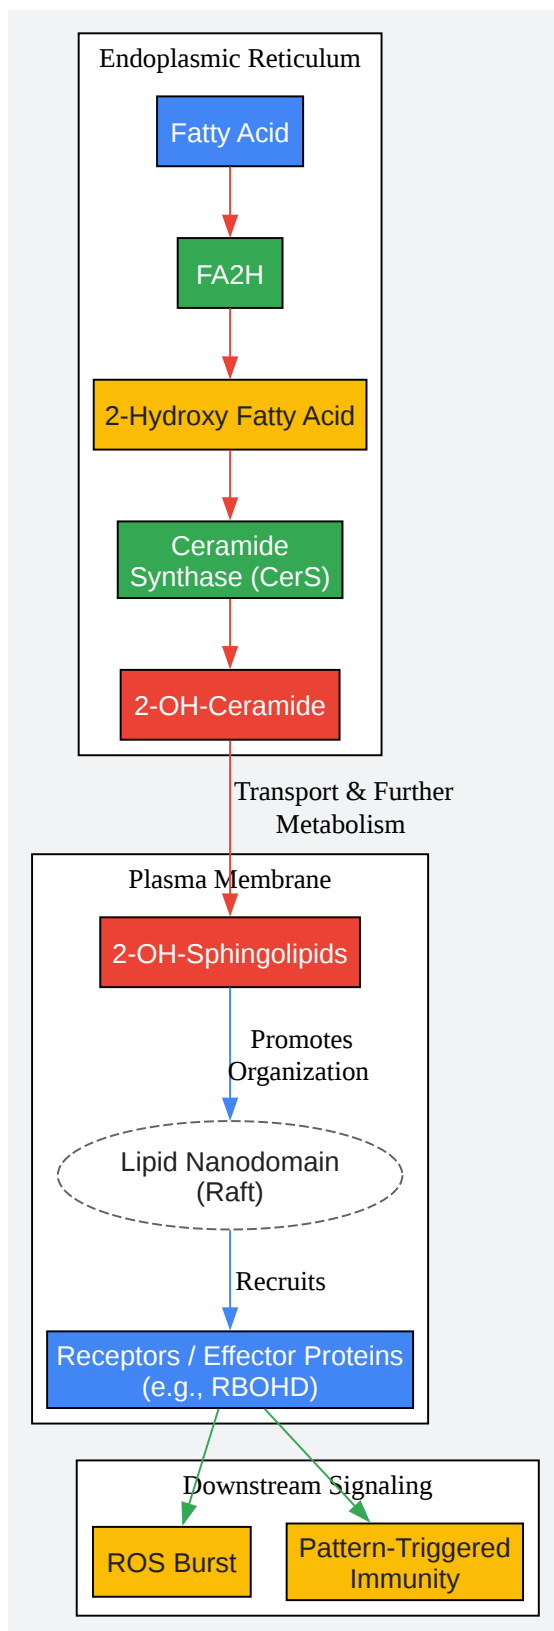 Endoplasmic Reticulum
Fatty Acid
FA2H
2-Hydroxy Fatty Acid
Ceramide
Synthase (CerS)
2-OH-Ceramide
Transport & Further
Metabolism
Plasma Membrane
2-OH-Sphingolipids
Promotes
Organization
Lipid Nanodomain
(Raft)
Recruits
Receptors / Effector Proteins
(e.g., RBOHD)
Downstream Signaling
ROS Burst
Pattern-Triggered
Immunity